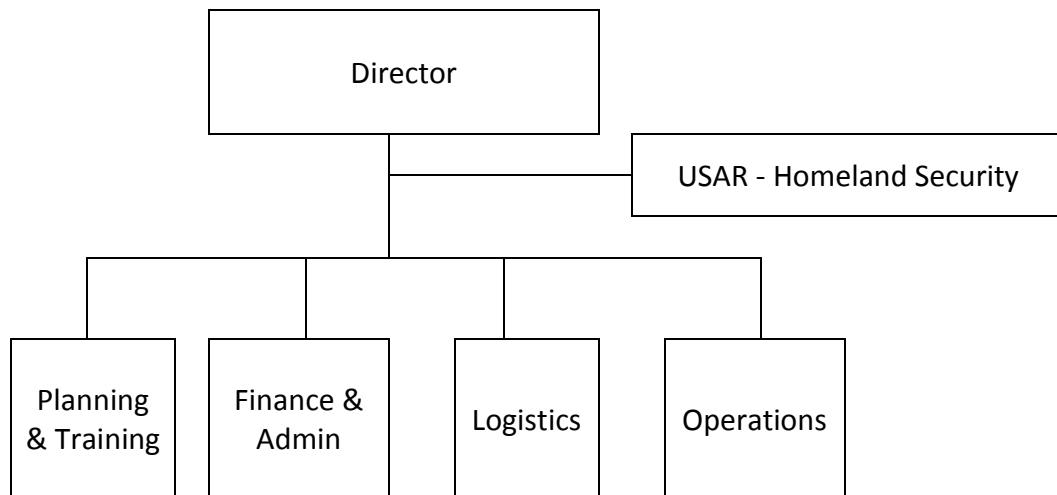 Director
USAR - Homeland Security
Planning
& Training
Finance &
Admin
Logistics
Operations